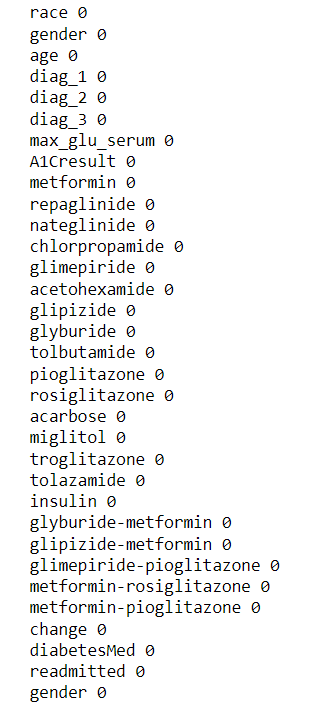 race 0
gender 0
age 0
diag_1 0
diag_2 0
diag_3 0
max_glu_serum 0
A1Cresult 0
metformin 0
repaglinide 0
nateglinide 0
chlorpropamide 0
glimepiride 0
acetohexamide 0
glipizide 0
glyburide 0
tolbutamide 0
pioglitazone 0
rosiglitazone 0
acarbose 0
miglitol 0
troglitazone 0
tolazamide 0
insulin 0
glyburide-metformin 0
glipizide-metformin 0
glimepiride-pioglitazone 0
metformin-rosiglitazone 0
metformin-pioglitazone 0
change 0
diabetesMed 0
readmitted 0
gender 0